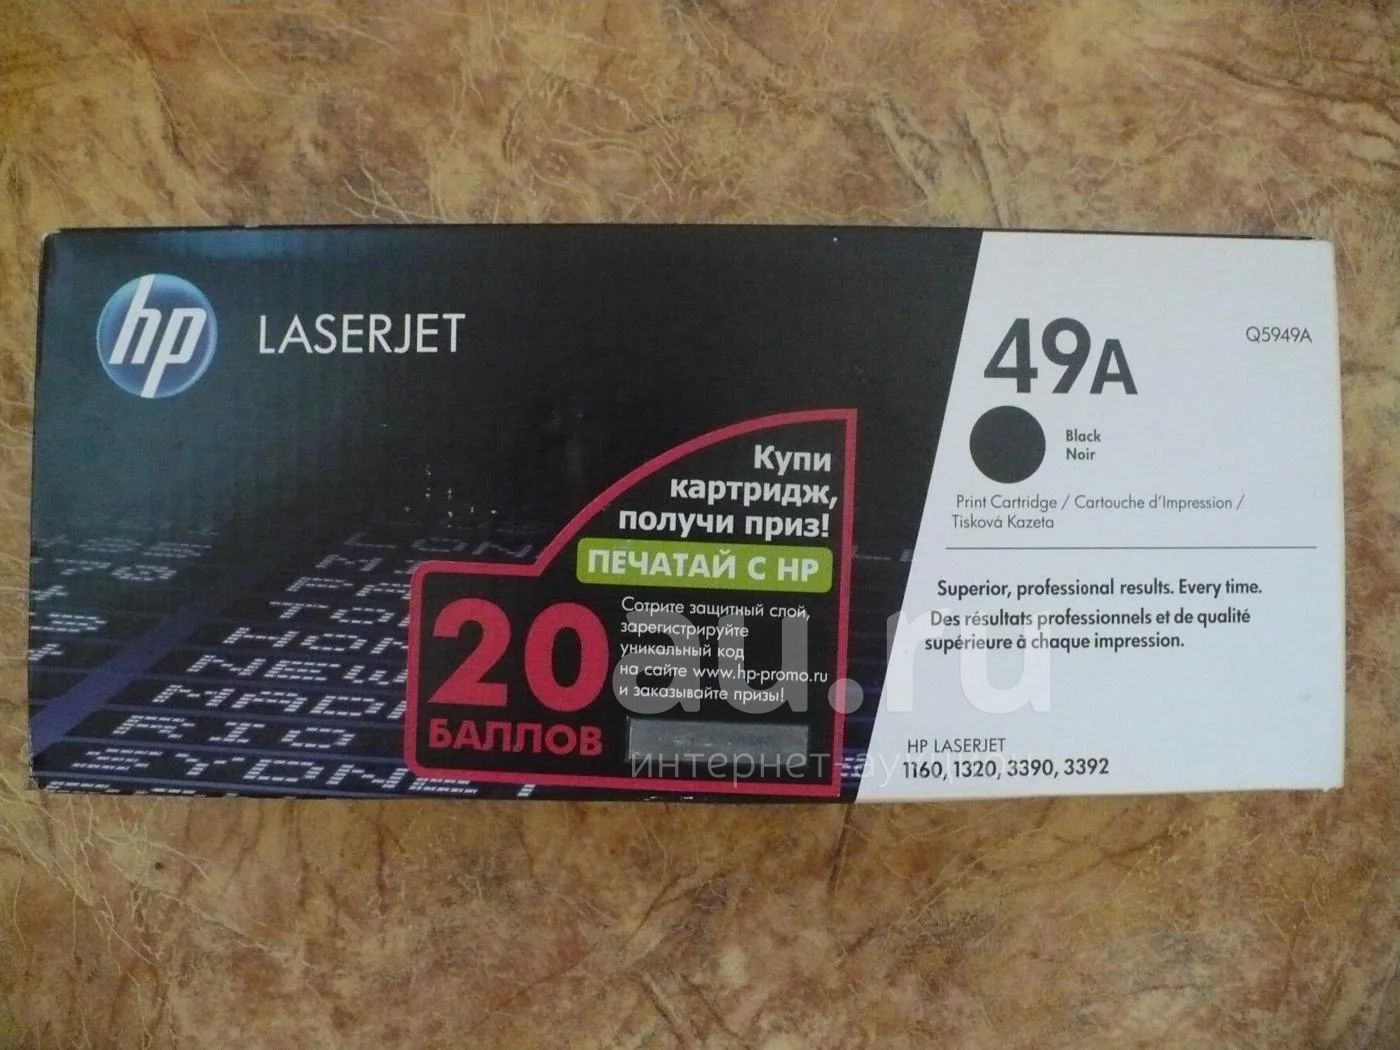 hp
LASERJET
49A
Q5949A
Black
Noir
Print Cartridge / Cartouche d'Impression /
Tisková Kazeta
Superior, professional results. Every time.
Des résultats professionnels et de qualité
supérieure à chaque impression.
HP LASERJET
1160, 1320, 3390, 3392
Купи
картридж,
получи приз!
ПЕЧАТАЙ С HP
20
БАЛЛОВ
Сотрите защитный слой,
зарегистрируйте
уникальный код
на сайте www.hp-promo.ru
и заказывайте призы!
NEW
MADR
RIO
au.ru
интернет-аукцион